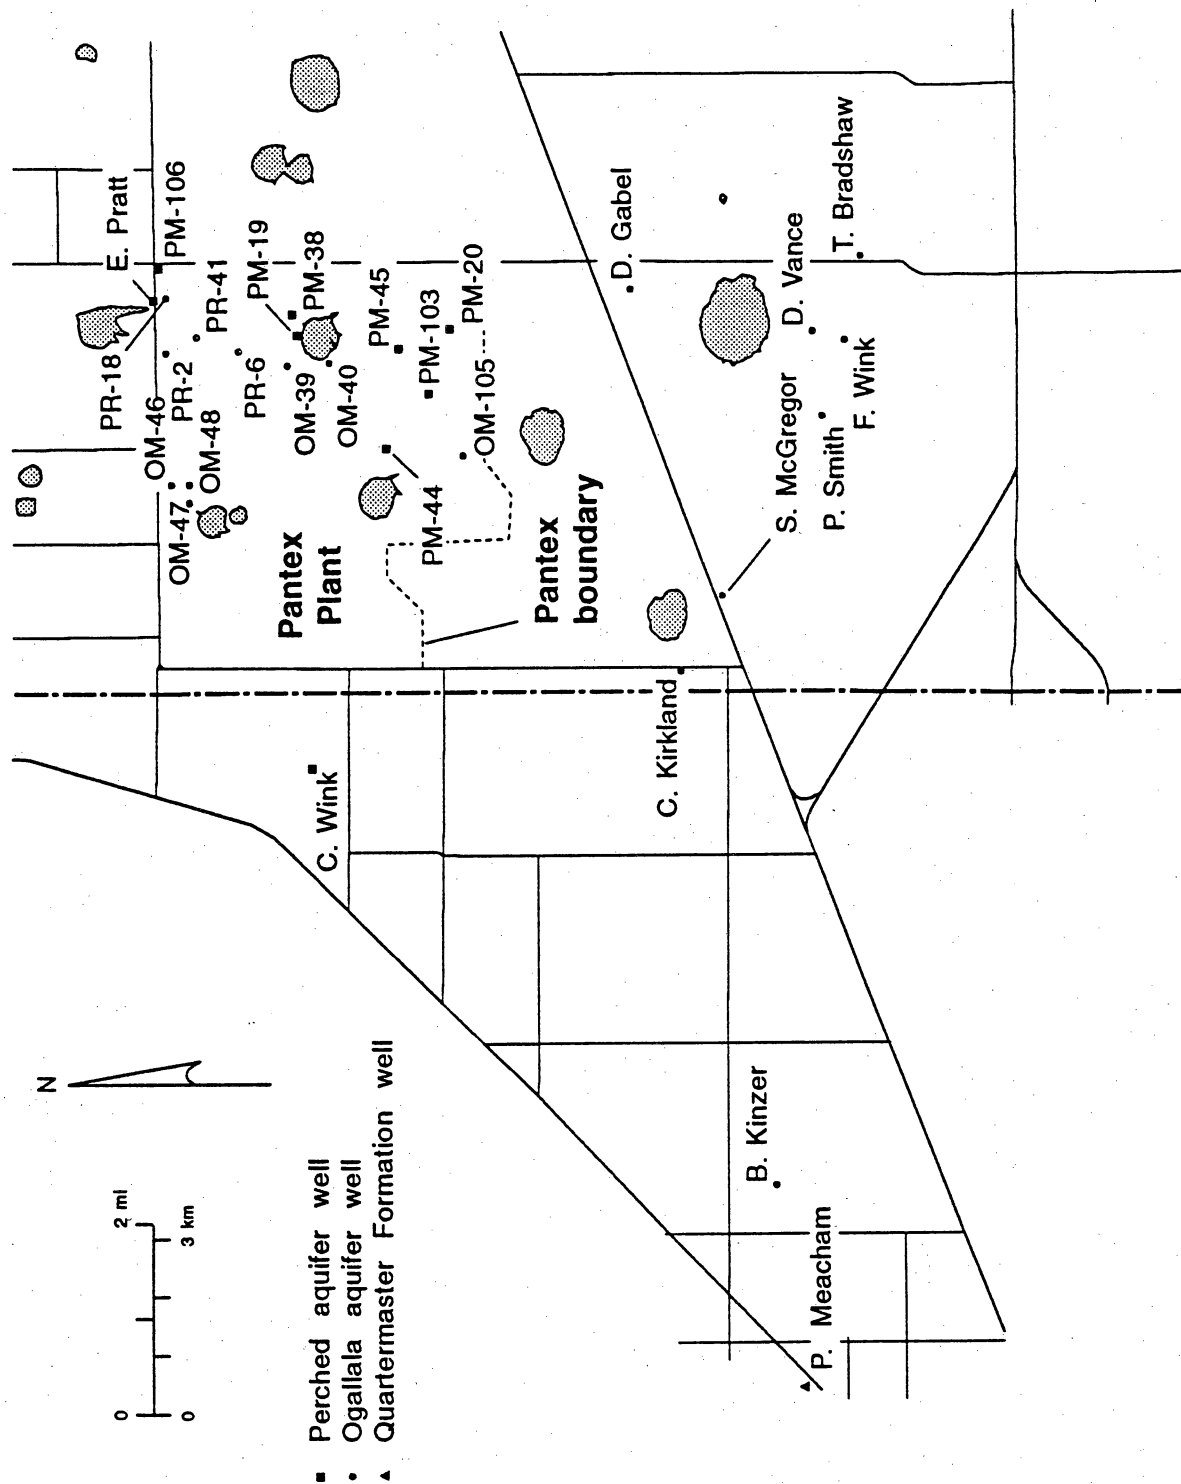 N
0 2 mi
0 3 km
Perched aquifer well
Ogallala aquifer well
Quartermaster Formation well
E. Pratt
PM-106
PR-18
PR-2
PR-41
OM-46
OM-47
OM-48
PR-6
PM-19
PM-38
OM-39
OM-40
PM-45
PM-103
PM-20
PM-44
OM-105
Pantex
Plant
Pantex
boundary
C. Wink
C. Kirkland
D. Gabel
S. McGregor
P. Smith
D. Vance
F. Wink
T. Bradshaw
B. Kinzer
P. Meacham